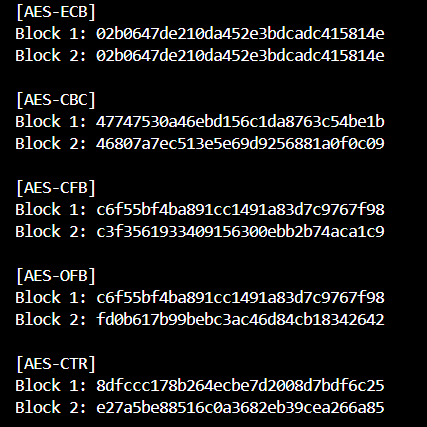 [AES-ECB]
Block 1: 02b0647de210da452e3bdcadc415814e
Block 2: 02b0647de210da452e3bdcadc415814e
[AES-CBC]
Block 1: 47747530a46ebd156c1da8763c54be1b
Block 2: 46807a7ec513e5e69d9256881a0f0c09
[AES-CFB]
Block 1: c6f55bf4ba891cc1491a83d7c9767f98
Block 2: c3f3561933409156300ebb2b74aca1c9
[AES-OFB]
Block 1: c6f55bf4ba891cc1491a83d7c9767f98
Block 2: fd0b617b99bebc3ac46d84cb18342642
[AES-CTR]
Block 1: 8dfccc178b264ecbe7d2008d7bdf6c25
Block 2: e27a5be88516c0a3682eb39cea266a85